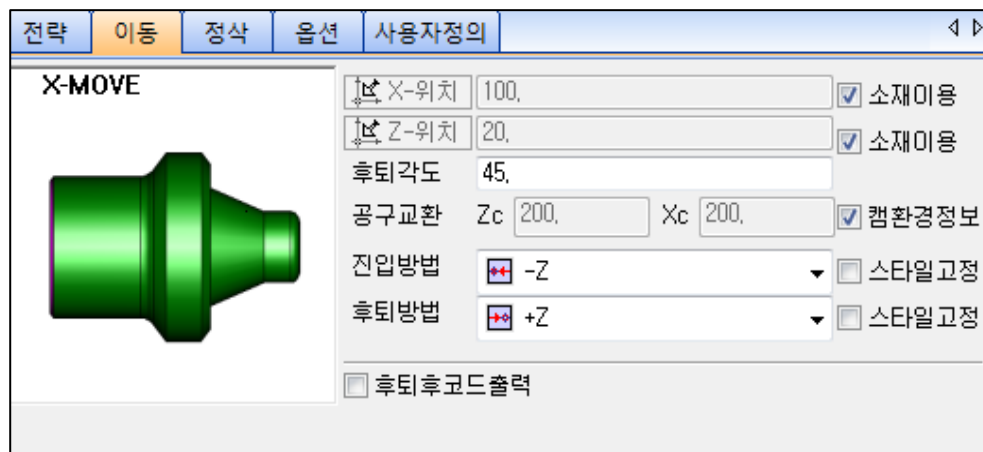 전략 이동 정삭 옵션 사용자정의
X-MOVE
X-위치 100, 소재이용
Z-위치 20, 소재이용
후퇴각도 45,
공구교환 Zc 200, Xc 200, 캠환경정보
진입방법 -Z 스타일고정
후퇴방법 +Z 스타일고정
후퇴후코드출력